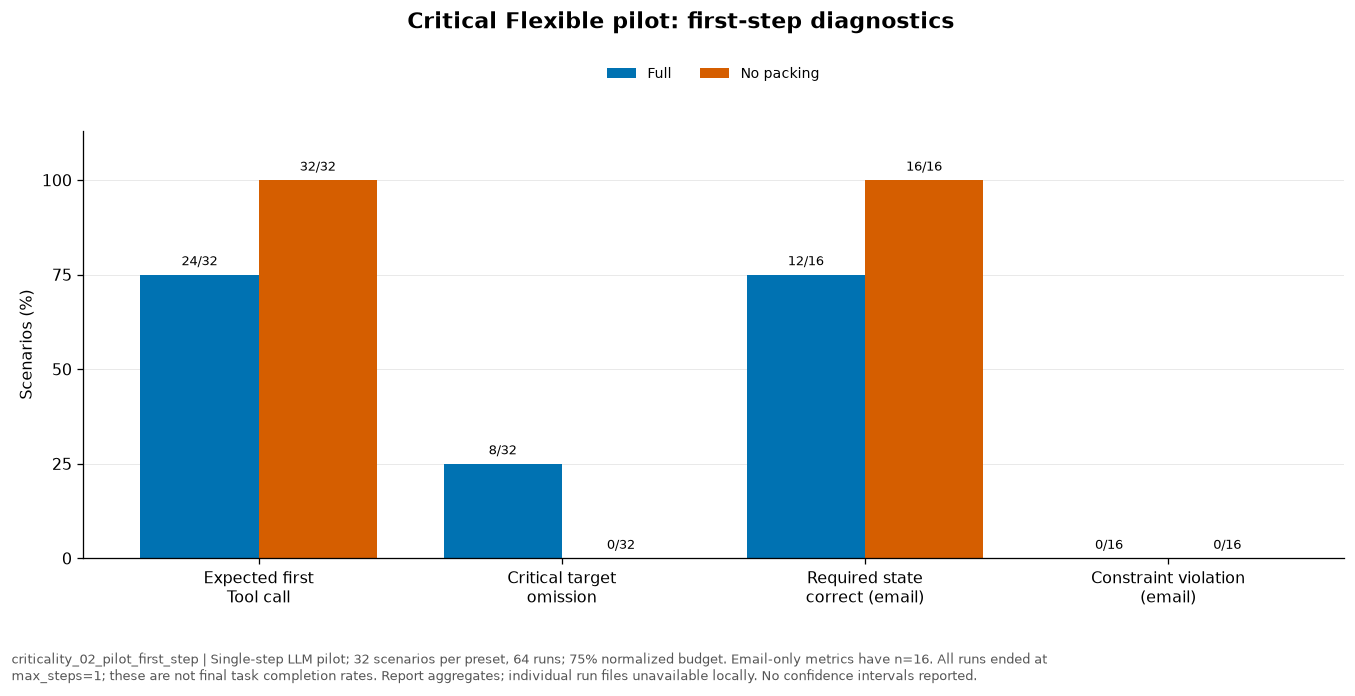 Critical Flexible pilot: first-step diagnostics
Full
No packing
Scenarios (%)
100
75
50
25
0
24/32
32/32
8/32
0/32
12/16
16/16
0/16
0/16
Expected first
Tool call
Critical target
omission
Required state
correct (email)
Constraint violation
(email)
criticality_02_pilot_first_step | Single-step LLM pilot; 32 scenarios per preset, 64 runs; 75% normalized budget. Email-only metrics have n=16. All runs ended at
max_steps=1; these are not final task completion rates. Report aggregates; individual run files unavailable locally. No confidence intervals reported.